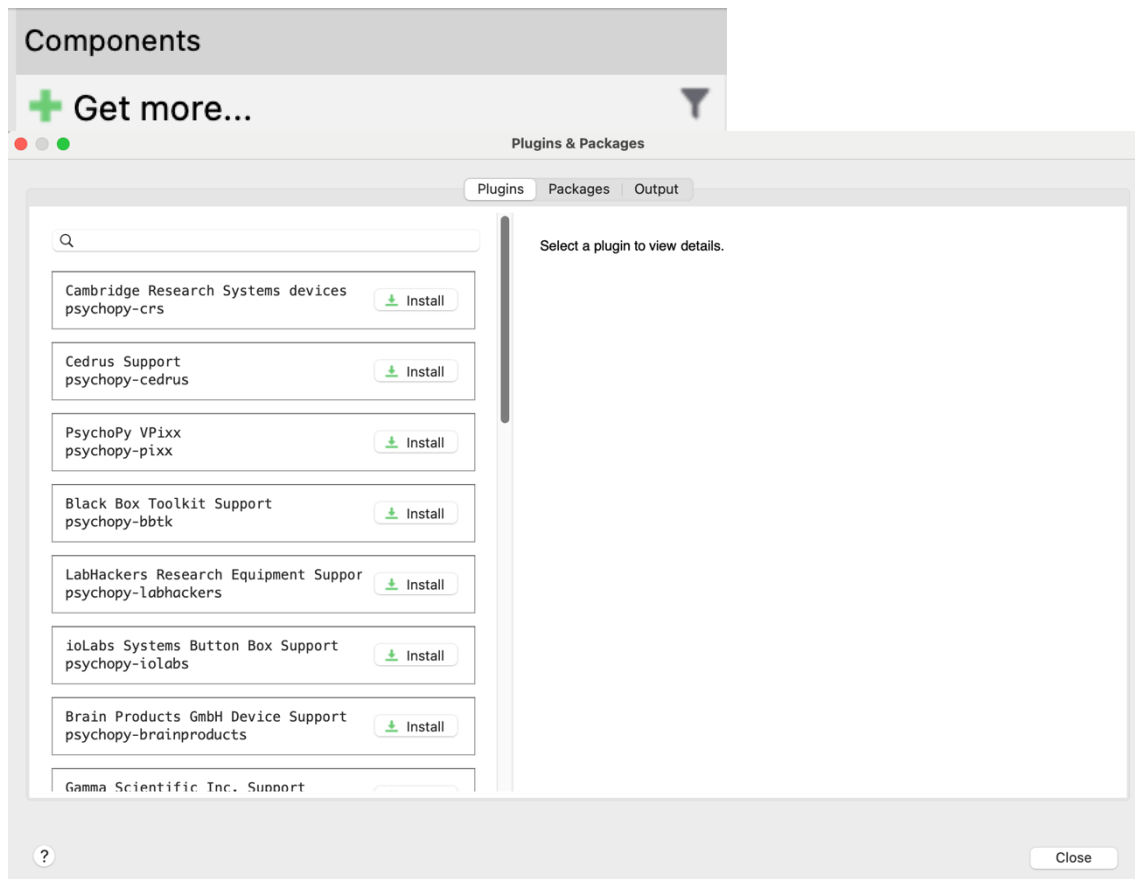 Components
Get more...
Plugins & Packages
Plugins Packages Output
Select a plugin to view details.
Cambridge Research Systems devices
psychopy-crs
Install
Cedrus Support
psychopy-cedrus
Install
PsychoPy VPixx
psychopy-pixx
Install
Black Box Toolkit Support
psychopy-bbtk
Install
LabHackers Research Equipment Suppor
psychopy-labhackers
Install
ioLabs Systems Button Box Support
psychopy-iolabs
Install
Brain Products GmbH Device Support
psychopy-brainproducts
Install
Gamma Scientific Inc. Support
?
Close